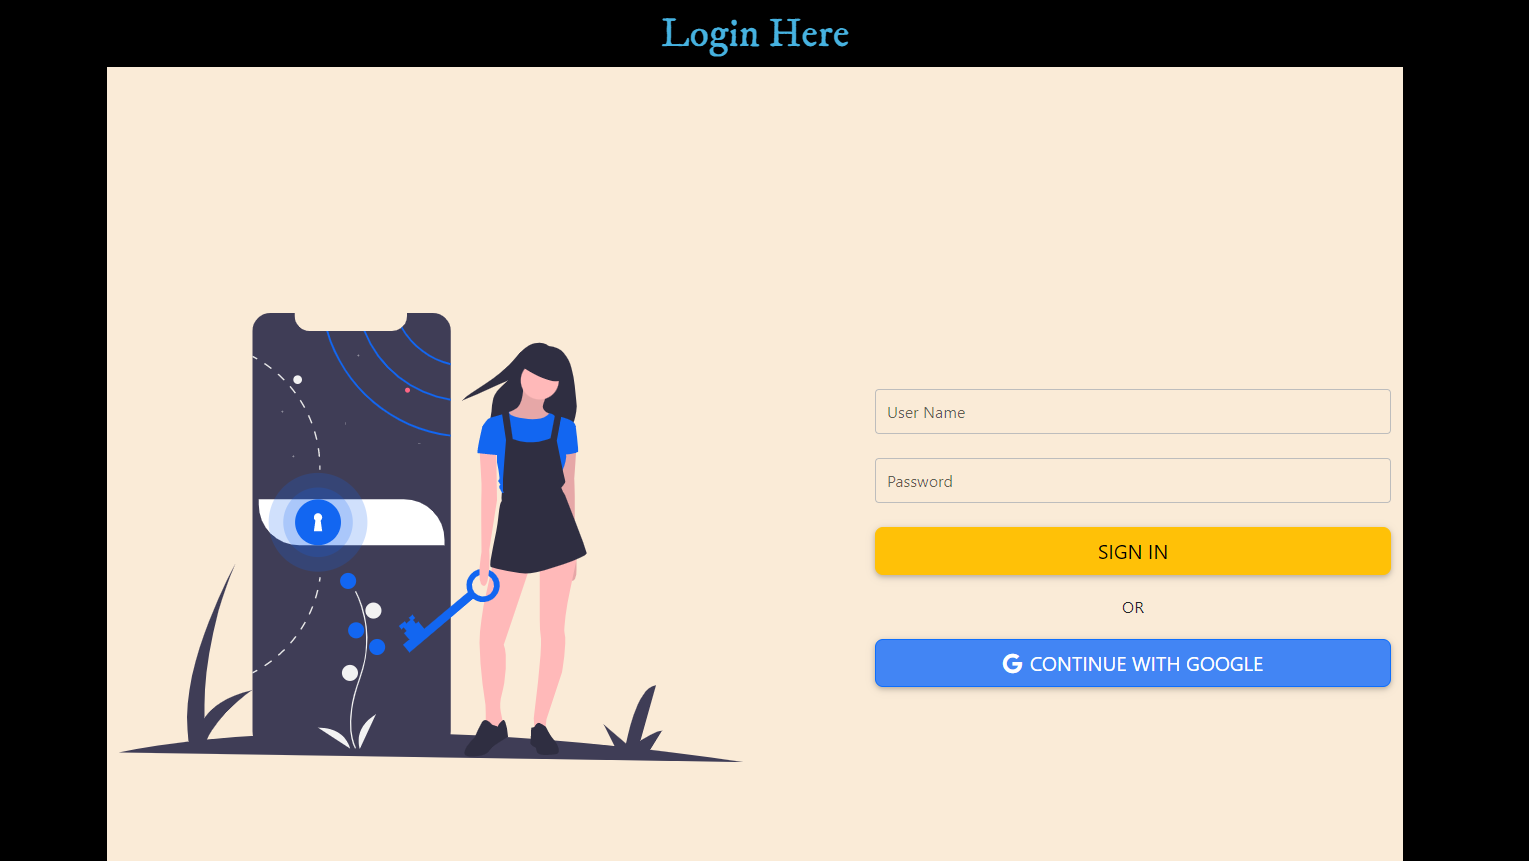 Login Here
User Name
Password
SIGN IN
OR
CONTINUE WITH GOOGLE